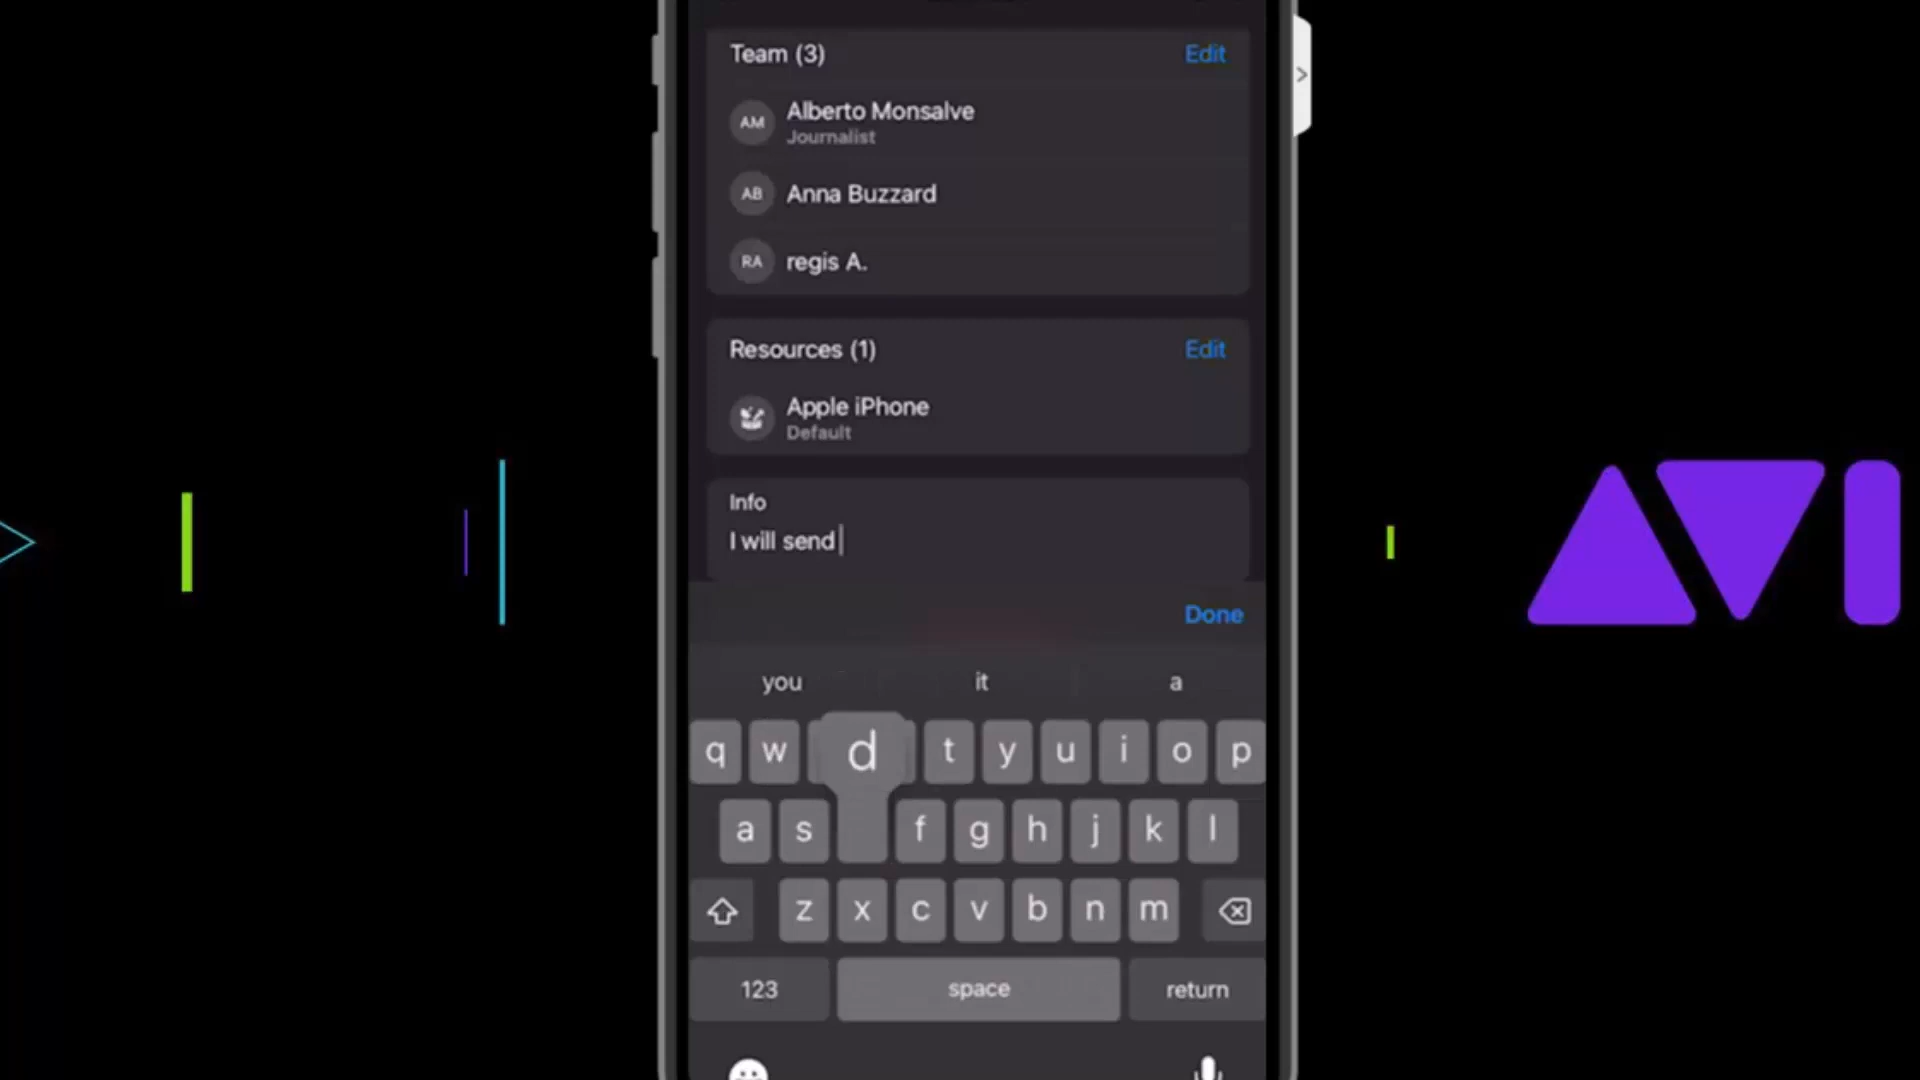 Team (3)
Edit
AM
Alberto Monsalve
Journalist
AB
Anna Buzzard
RA
regis A.
Resources (1)
Edit
Apple iPhone
Default
Info
I will send
Done
you it a
q w d t y u i o p
a s f g h j k l
z x c v b n m
123 space return
AVI